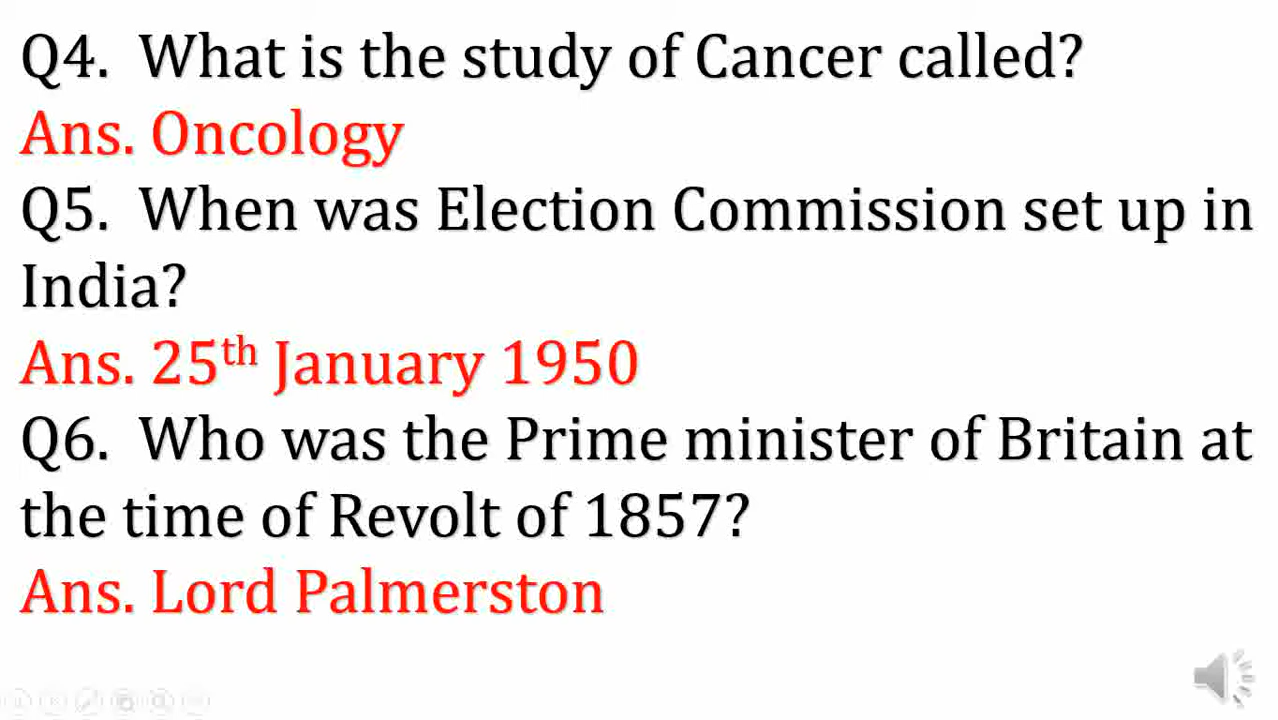 Q4.  What is the study of Cancer called?
Ans. Oncology
Q5.  When was Election Commission set up in
India?
Ans. 25th January 1950
Q6.  Who was the Prime minister of Britain at
the time of Revolt of 1857?
Ans. Lord Palmerston